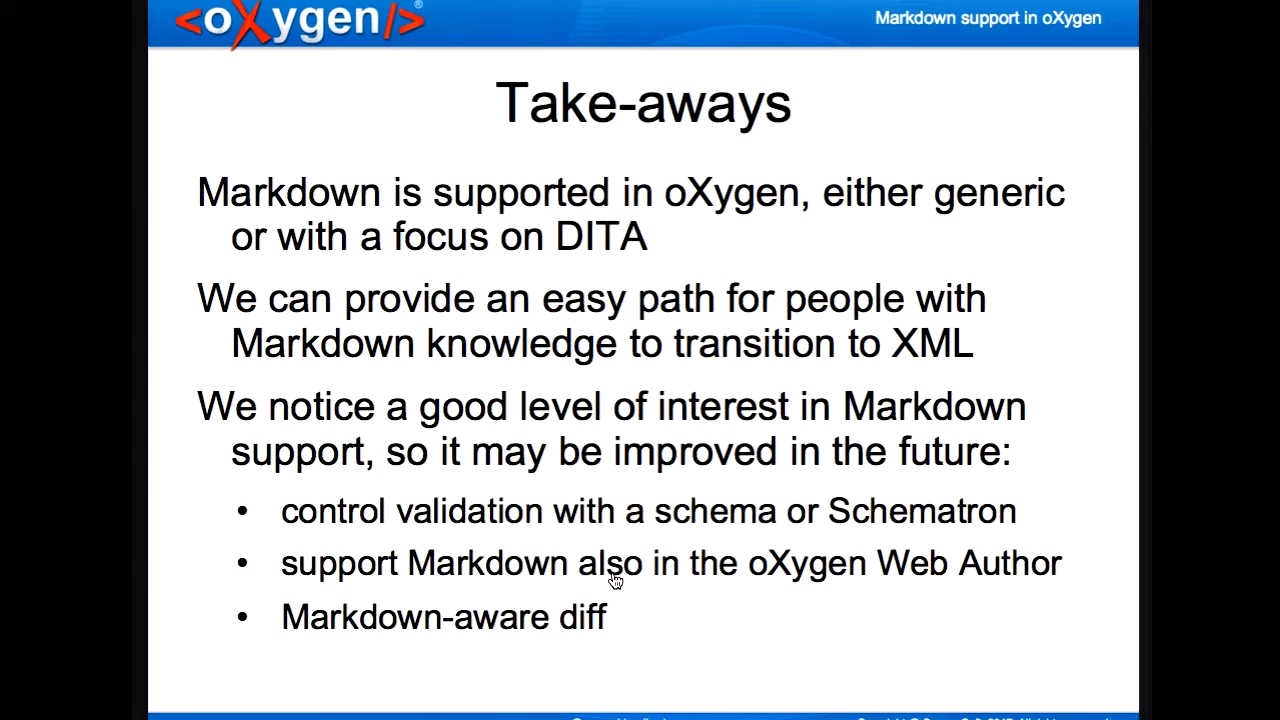 <oXygen/>®
Markdown support in oXygen
Take-aways
Markdown is supported in oXygen, either generic
or with a focus on DITA
We can provide an easy path for people with
Markdown knowledge to transition to XML
We notice a good level of interest in Markdown
support, so it may be improved in the future:
• control validation with a schema or Schematron
• support Markdown also in the oXygen Web Author
• Markdown-aware diff